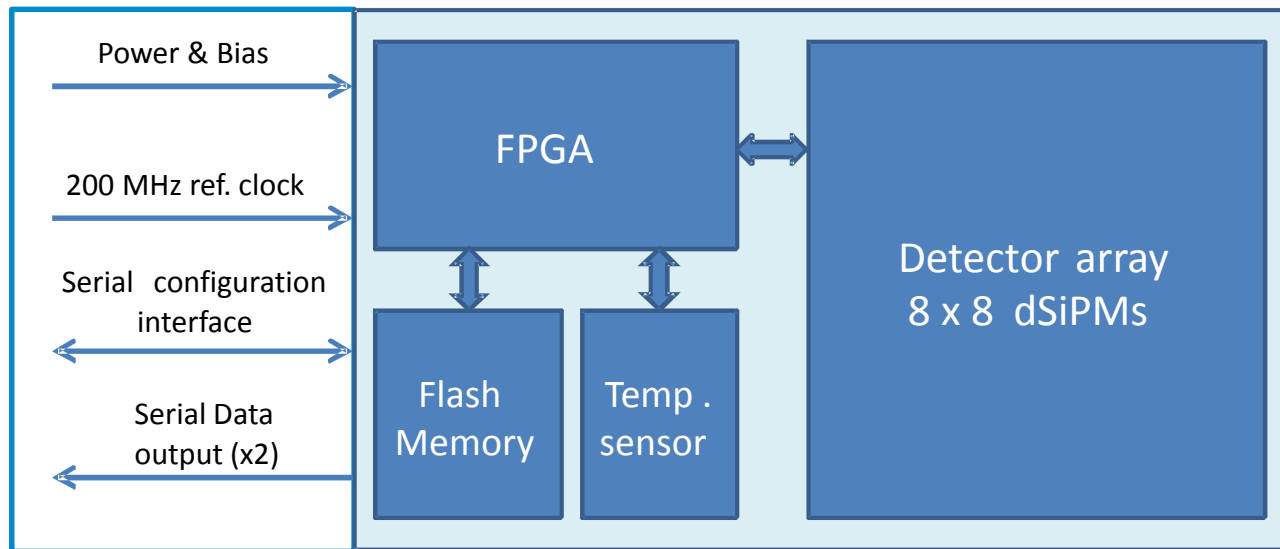 Power & Bias
200 MHz ref. clock
Serial configuration
interface
Serial Data
output (x2)
FPGA
Flash
Memory
Temp .
sensor
Detector array
8 x 8 dSiPMs